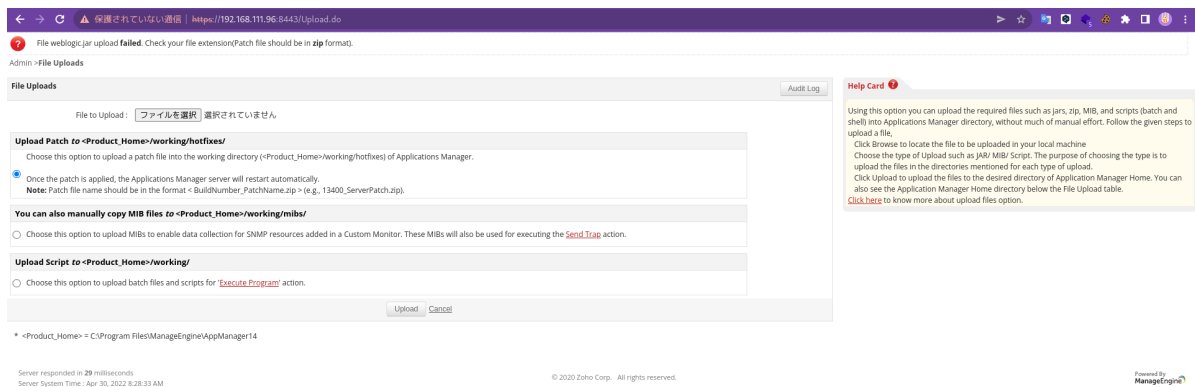 保護されていない通信 | https://192.168.111.96:8443/Upload.do
File weblogic.jar upload failed. Check your file extension(Patch file should be in zip format).
Admin >File Uploads
File Uploads
Audit Log
File to Upload : ファイルを選択 選択されていません
Upload Patch to <Product_Home>/working/hotfixes/
Choose this option to upload a patch file into the working directory (<Product_Home>/working/hotfixes) of Applications Manager.
Once the patch is applied, the Applications Manager server will restart automatically.
Note: Patch file name should be in the format < BuildNumber_PatchName.zip > (e.g., 13400_ServerPatch.zip).
You can also manually copy MIB files to <Product_Home>/working/mibs/
Choose this option to upload MIBs to enable data collection for SNMP resources added in a Custom Monitor. These MIBs will also be used for executing the Send Trap action.
Upload Script to <Product_Home>/working/
Choose this option to upload batch files and scripts for 'Execute Program' action.
Upload Cancel
* <Product_Home> = C:\Program Files\ManageEngine\AppManager14
Help Card
Using this option you can upload the required files such as jars, zip, MIB, and scripts (batch and
shell) into Applications Manager directory, without much of manual effort. Follow the given steps to
upload a file,
Click Browse to locate the file to be uploaded in your local machine
Choose the type of Upload such as JAR/ MIB/ Script. The purpose of choosing the type is to
upload the files in the directories mentioned for each type of upload.
Click Upload to upload the files to the desired directory of Application Manager Home. You can
also see the Application Manager Home directory below the File Upload table.
Click here to know more about upload files option.
Server responded in 29 milliseconds
Server System Time : Apr 30, 2022 8:28:33 AM
© 2020 Zoho Corp. All rights reserved.
Powered By
ManageEngine